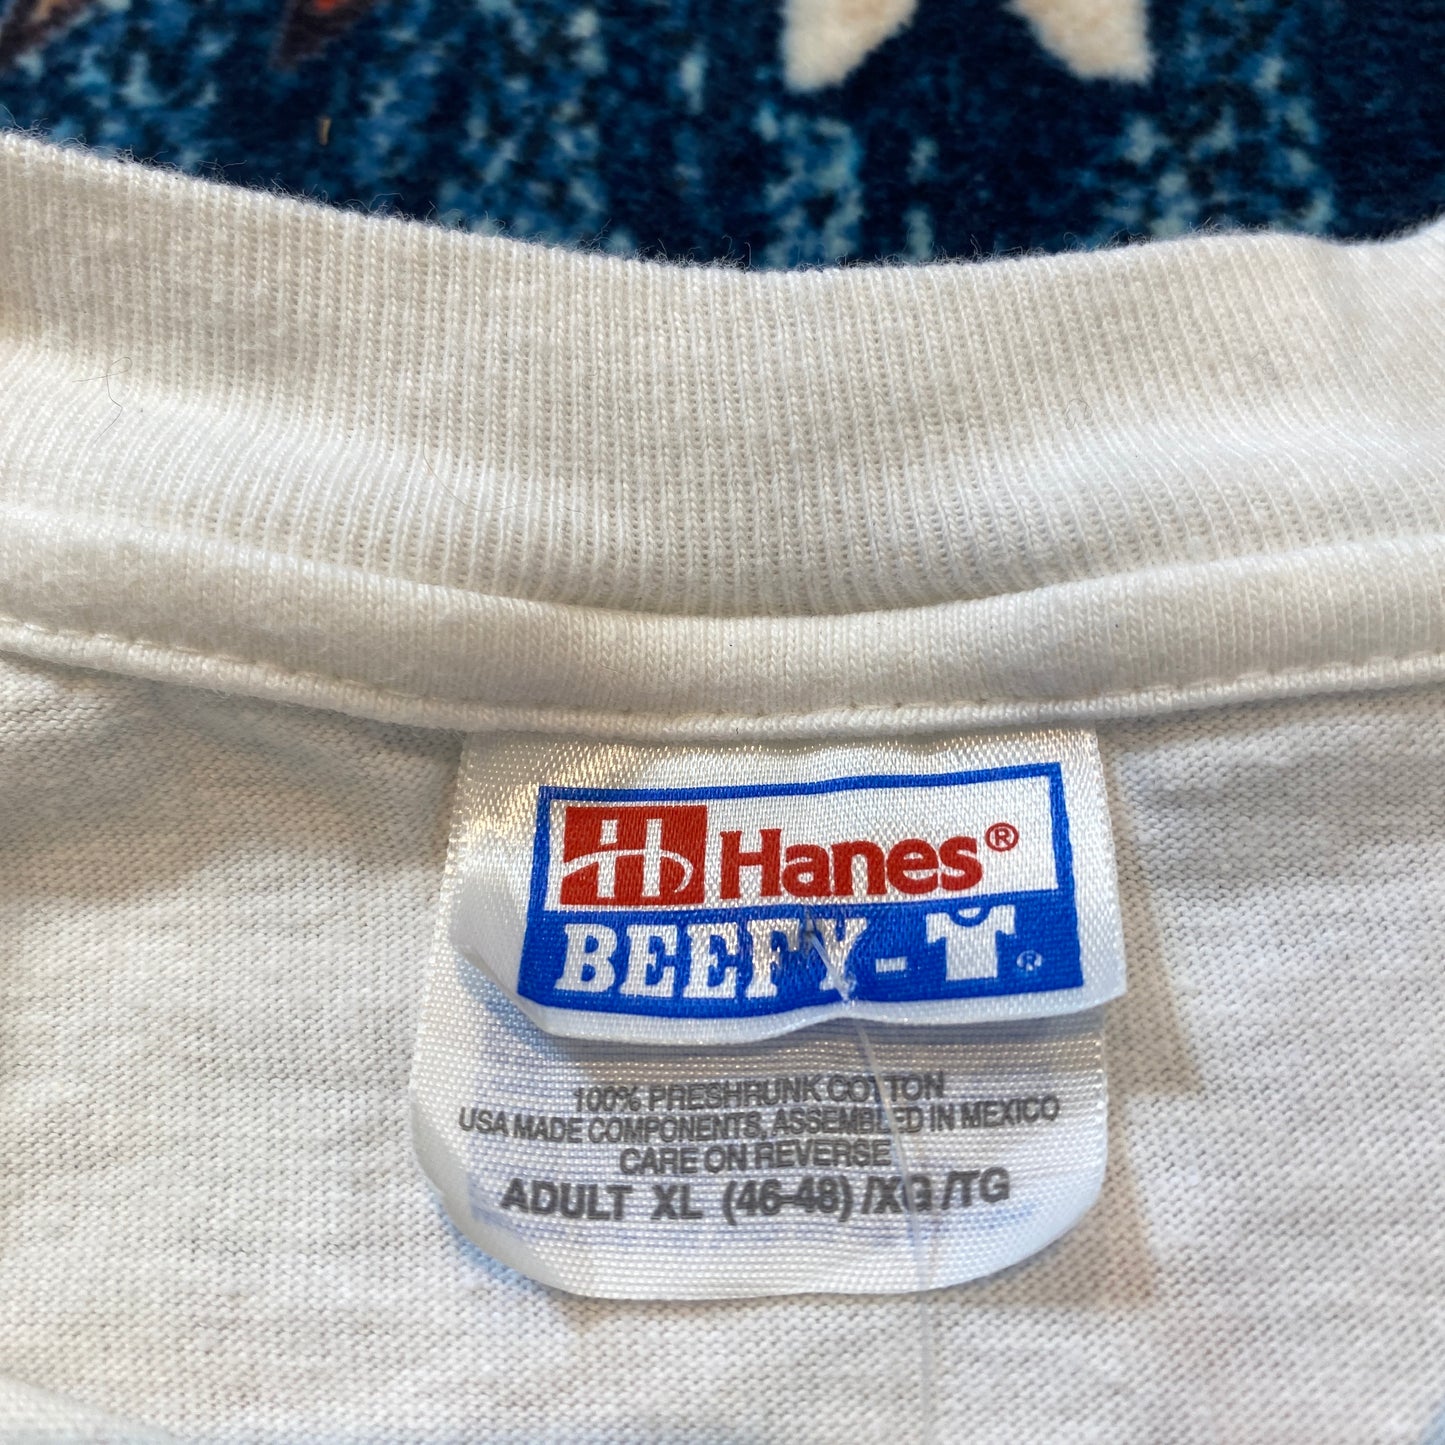 Hanes®
BEEFY-®
100% PRESHRUNK COTTON
USA MADE COMPONENTS, ASSEMBLED IN MEXICO
CARE ON REVERSE
ADULT XL (46-48) /XG /TG